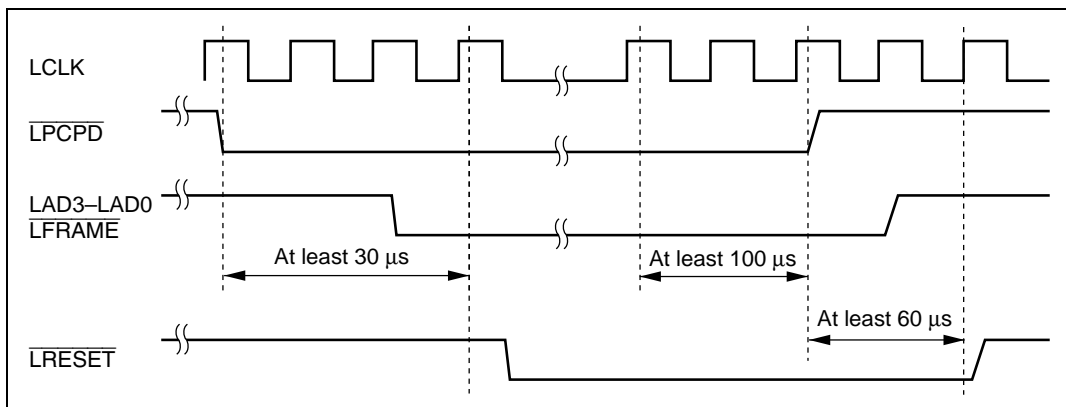 LCLK
LPCPD
LAD3–LAD0
LFRAME
At least 30 μs
At least 100 μs
At least 60 μs
LRESET